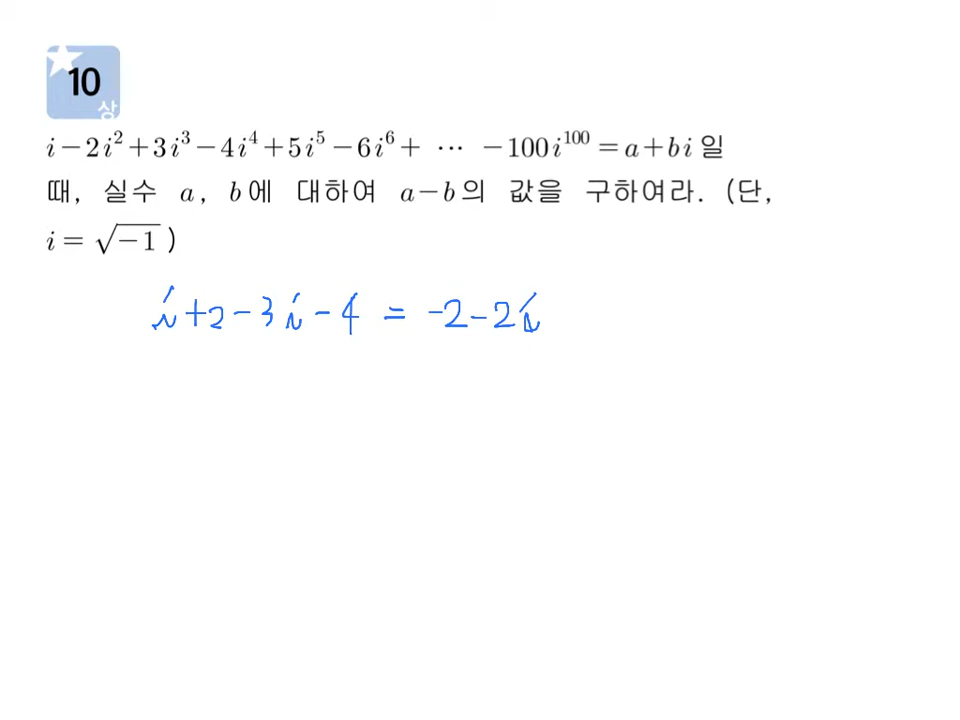 10
상
i − 2i² + 3i³ − 4i⁴ + 5i⁵ − 6i⁶ + ⋯ − 100i¹⁰⁰ = a + bi 일
때, 실수 a, b에 대하여 a − b의 값을 구하여라. (단,
i = √−1 )
i + 2 − 3i − 4 = −2 − 2i